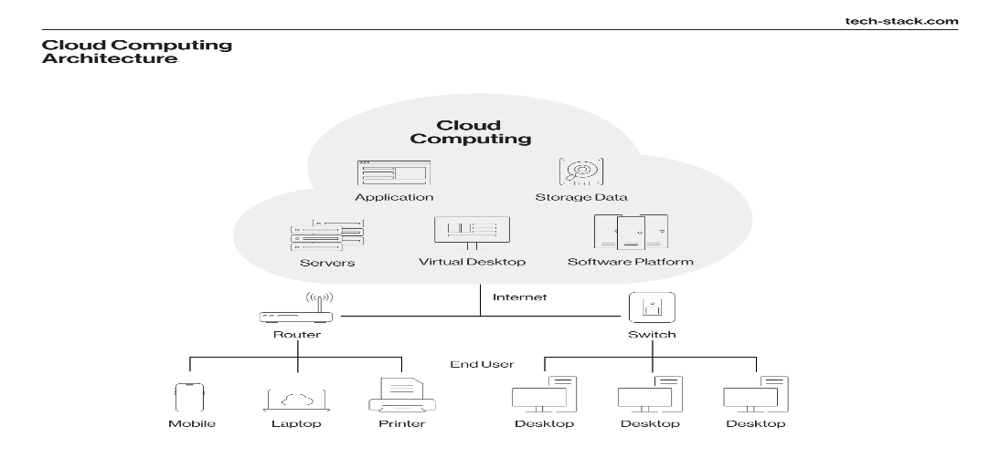 tech-stack.com
Cloud Computing
Architecture
Cloud
Computing
Application
Storage Data
Servers
Virtual Desktop
Software Platform
Internet
Router
Switch
End User
Mobile
Laptop
Printer
Desktop
Desktop
Desktop